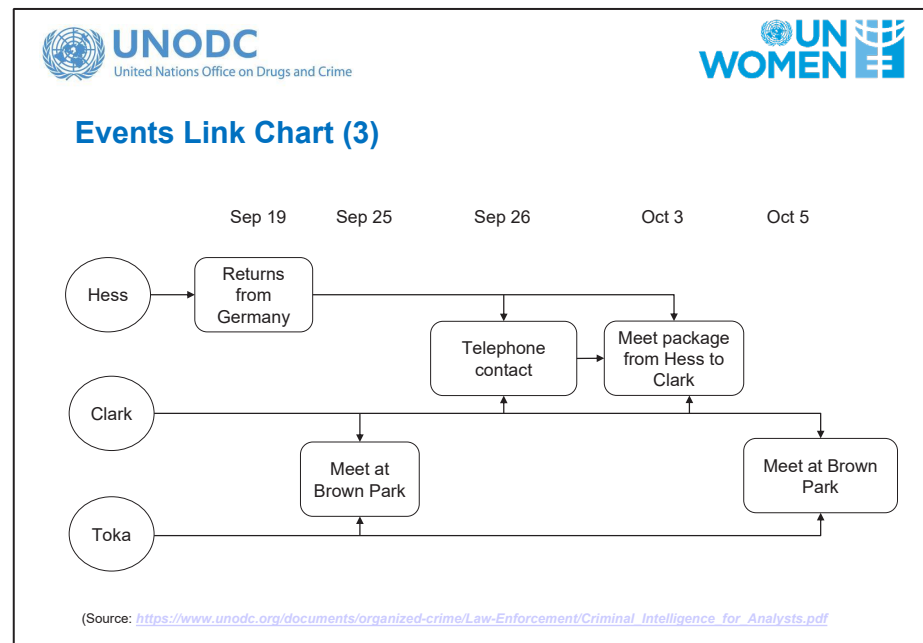 UNODC
United Nations Office on Drugs and Crime
UN
WOMEN
Events Link Chart (3)
Sep 19
Sep 25
Sep 26
Oct 3
Oct 5
Hess
Returns
from
Germany
Telephone
contact
Meet package
from Hess to
Clark
Clark
Meet at
Brown Park
Meet at Brown
Park
Toka
(Source: https://www.unodc.org/documents/organized-crime/Law-Enforcement/Criminal_Intelligence_for_Analysts.pdf